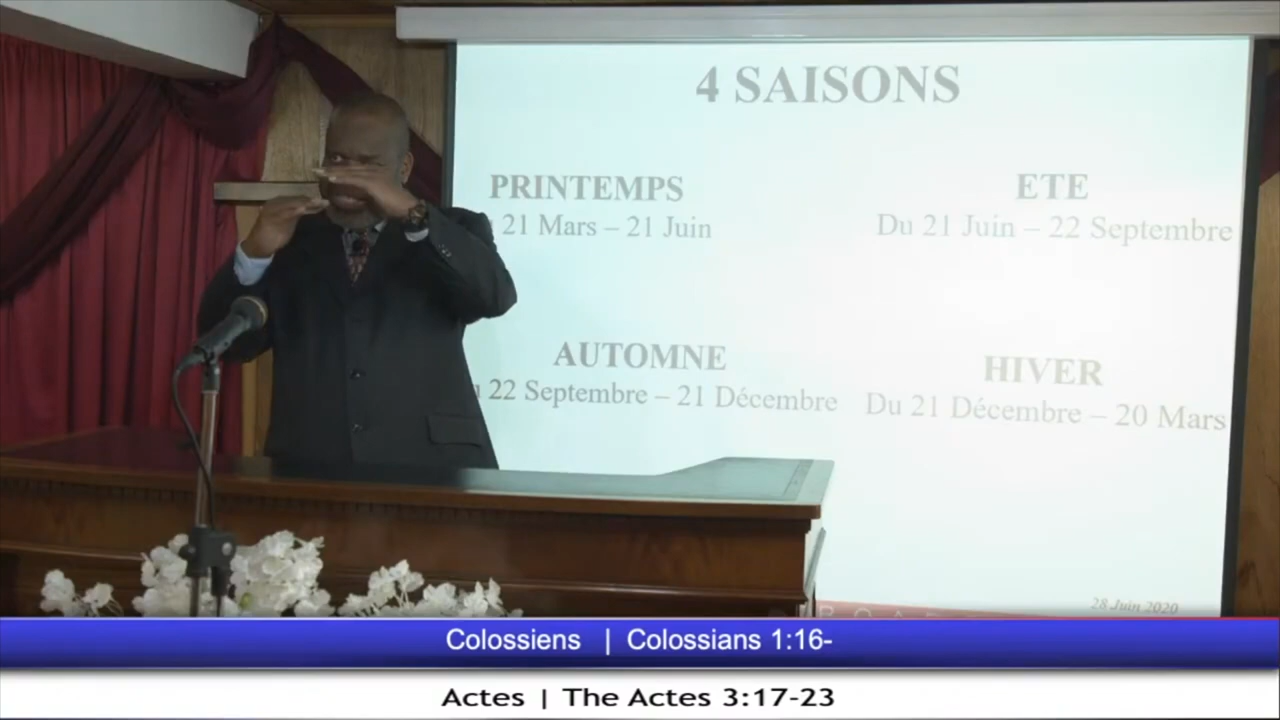 4 SAISONS
PRINTEMPS
21 Mars – 21 Juin
ETE
Du 21 Juin – 22 Septembre
AUTOMNE
22 Septembre – 21 Décembre
HIVER
Du 21 Décembre – 20 Mars
28 Juin 2020
Colossiens | Colossians 1:16-
Actes | The Actes 3:17-23